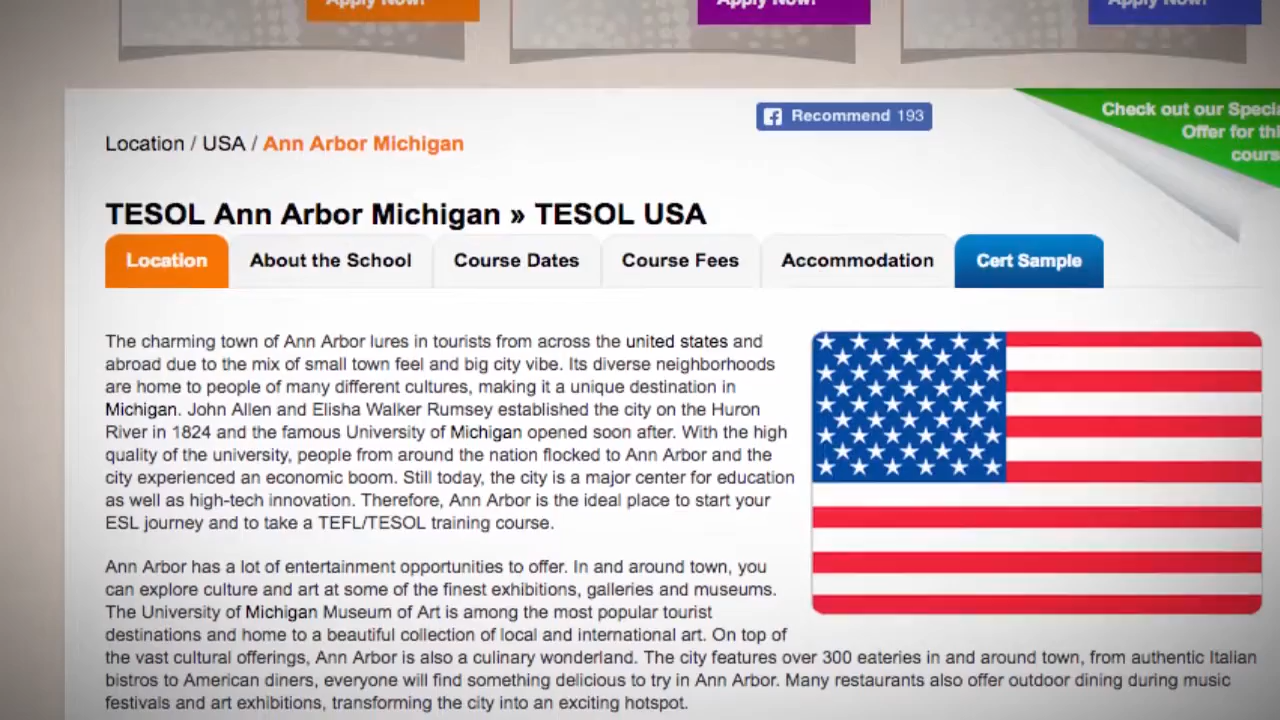 Apply Now!
Apply Now!
Apply Now!
Recommend 193
Check out our
Offer for
Location / USA / Ann Arbor Michigan
TESOL Ann Arbor Michigan » TESOL USA
Location
About the School
Course Dates
Course Fees
Accommodation
Cert Sample
The charming town of Ann Arbor lures in tourists from across the united states and
abroad due to the mix of small town feel and big city vibe. Its diverse neighborhoods
are home to people of many different cultures, making it a unique destination in
Michigan. John Allen and Elisha Walker Rumsey established the city on the Huron
River in 1824 and the famous University of Michigan opened soon after. With the high
quality of the university, people from around the nation flocked to Ann Arbor and the
city experienced an economic boom. Still today, the city is a major center for education
as well as high-tech innovation. Therefore, Ann Arbor is the ideal place to start your
ESL journey and to take a TEFL/TESOL training course.
Ann Arbor has a lot of entertainment opportunities to offer. In and around town, you
can explore culture and art at some of the finest exhibitions, galleries and museums.
The University of Michigan Museum of Art is among the most popular tourist
destinations and home to a beautiful collection of local and international art. On top of
the vast cultural offerings, Ann Arbor is also a culinary wonderland. The city features over 300 eateries in and around town, from authentic Italian
bistros to American diners, everyone will find something delicious to try in Ann Arbor. Many restaurants also offer outdoor dining during music
festivals and art exhibitions, transforming the city into an exciting hotspot.